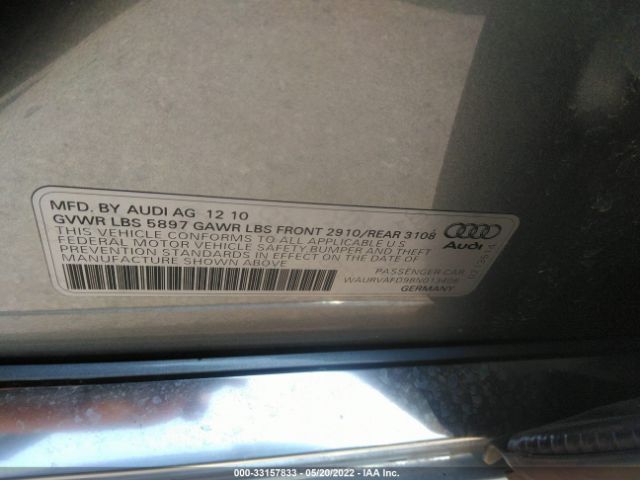 MFD. BY AUDI AG 12 10
GVWR LBS 5897 GAWR LBS FRONT 2910/REAR 3108
THIS VEHICLE CONFORMS TO ALL APPLICABLE U.S.
FEDERAL MOTOR VEHICLE SAFETY,BUMPER AND THEFT
PREVENTION STANDARDS IN EFFECT ON THE DATE OF
MANUFACTURE SHOWN ABOVE
Audi
PASSENGER CAR
WAURVAFD9BN013406
GERMANY
000-33157833 - 05/20/2022 - IAA Inc.